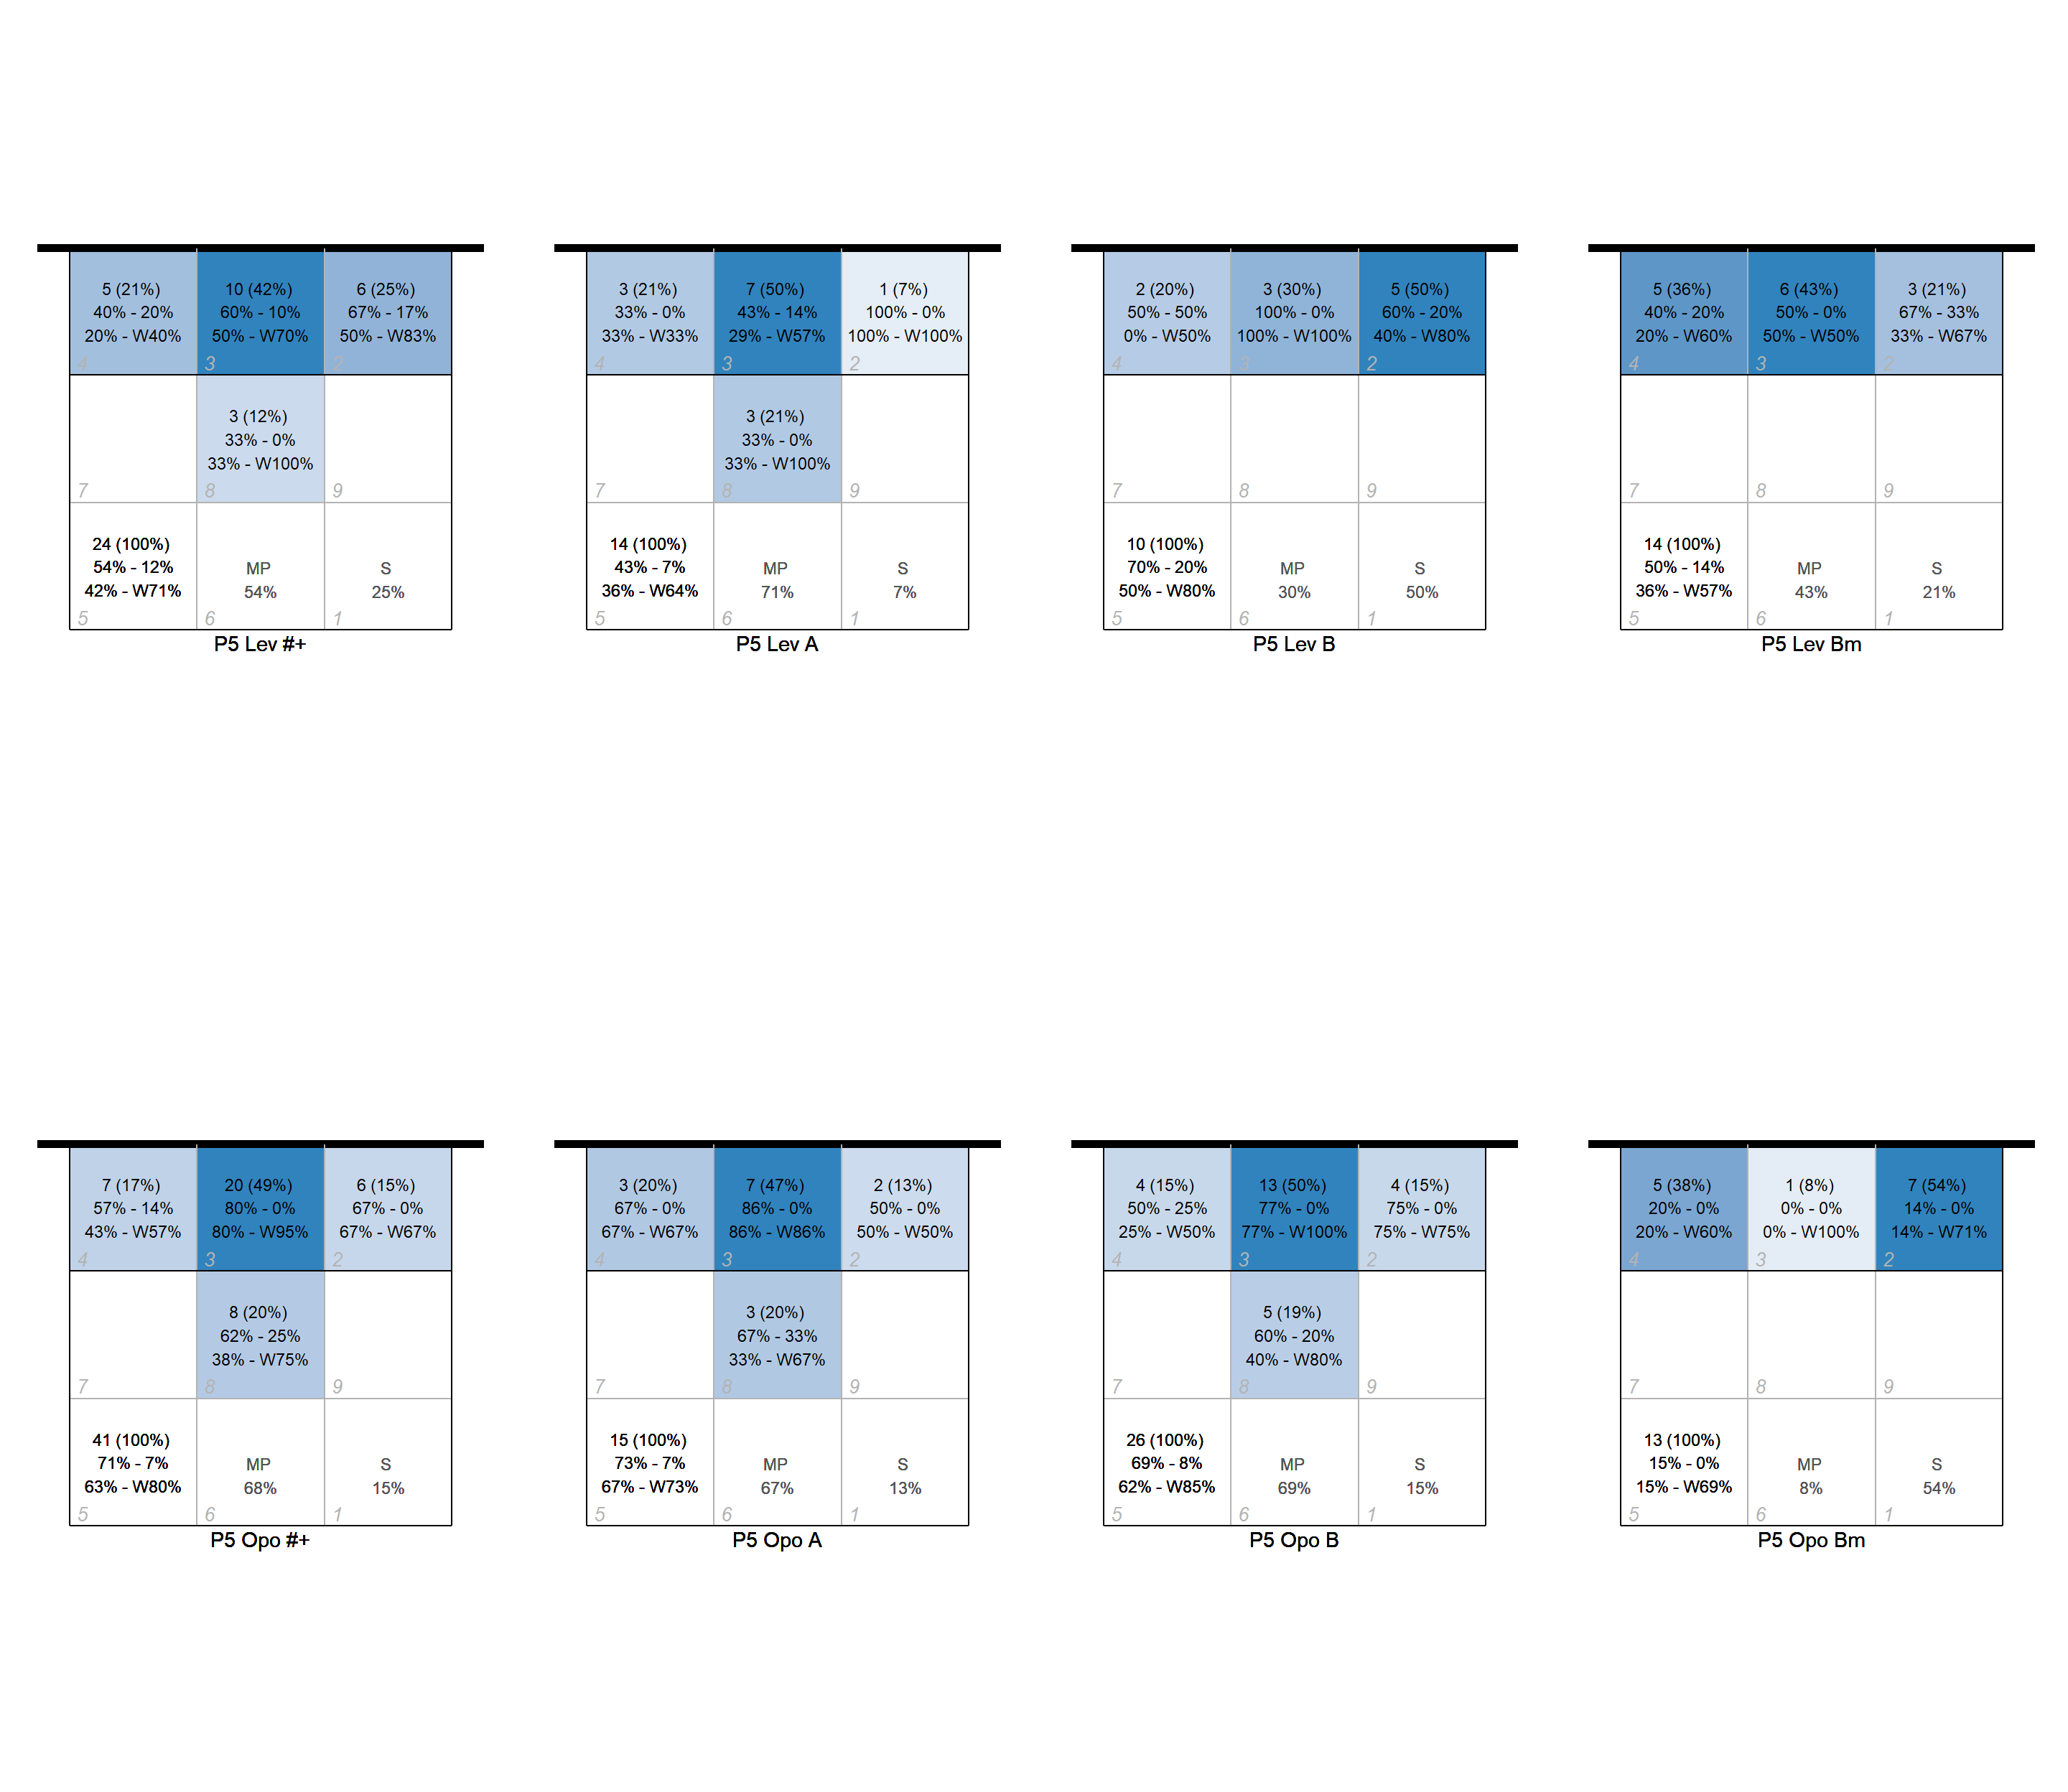 5 (21%)
40% - 20%
20% - W40%
4
10 (42%)
60% - 10%
50% - W70%
3
6 (25%)
67% - 17%
50% - W83%
2
7
3 (12%)
33% - 0%
33% - W100%
8
9
24 (100%)
54% - 12%
42% - W71%
5
MP
54%
6
S
25%
1
P5 Lev #+
3 (21%)
33% - 0%
33% - W33%
4
7 (50%)
43% - 14%
29% - W57%
3
1 (7%)
100% - 0%
100% - W100%
2
7
3 (21%)
33% - 0%
33% - W100%
8
9
14 (100%)
43% - 7%
36% - W64%
5
MP
71%
6
S
7%
1
P5 Lev A
2 (20%)
50% - 50%
0% - W50%
4
3 (30%)
100% - 0%
100% - W100%
3
5 (50%)
60% - 20%
40% - W80%
2
7
8
9
10 (100%)
70% - 20%
50% - W80%
5
MP
30%
6
S
50%
1
P5 Lev B
5 (36%)
40% - 20%
20% - W60%
4
6 (43%)
50% - 0%
50% - W50%
3
3 (21%)
67% - 33%
33% - W67%
2
7
8
9
14 (100%)
50% - 14%
36% - W57%
5
MP
43%
6
S
21%
1
P5 Lev Bm
7 (17%)
57% - 14%
43% - W57%
4
20 (49%)
80% - 0%
80% - W95%
3
6 (15%)
67% - 0%
67% - W67%
2
7
8 (20%)
62% - 25%
38% - W75%
8
9
41 (100%)
71% - 7%
63% - W80%
5
MP
68%
6
S
15%
1
P5 Opo #+
3 (20%)
67% - 0%
67% - W67%
4
7 (47%)
86% - 0%
86% - W86%
3
2 (13%)
50% - 0%
50% - W50%
2
7
3 (20%)
67% - 33%
33% - W67%
8
9
15 (100%)
73% - 7%
67% - W73%
5
MP
67%
6
S
13%
1
P5 Opo A
4 (15%)
50% - 25%
25% - W50%
4
13 (50%)
77% - 0%
77% - W100%
3
4 (15%)
75% - 0%
75% - W75%
2
7
5 (19%)
60% - 20%
40% - W80%
8
9
26 (100%)
69% - 8%
62% - W85%
5
MP
69%
6
S
15%
1
P5 Opo B
5 (38%)
20% - 0%
20% - W60%
4
1 (8%)
0% - 0%
0% - W100%
3
7 (54%)
14% - 0%
14% - W71%
2
7
8
9
13 (100%)
15% - 0%
15% - W69%
5
MP
8%
6
S
54%
1
P5 Opo Bm